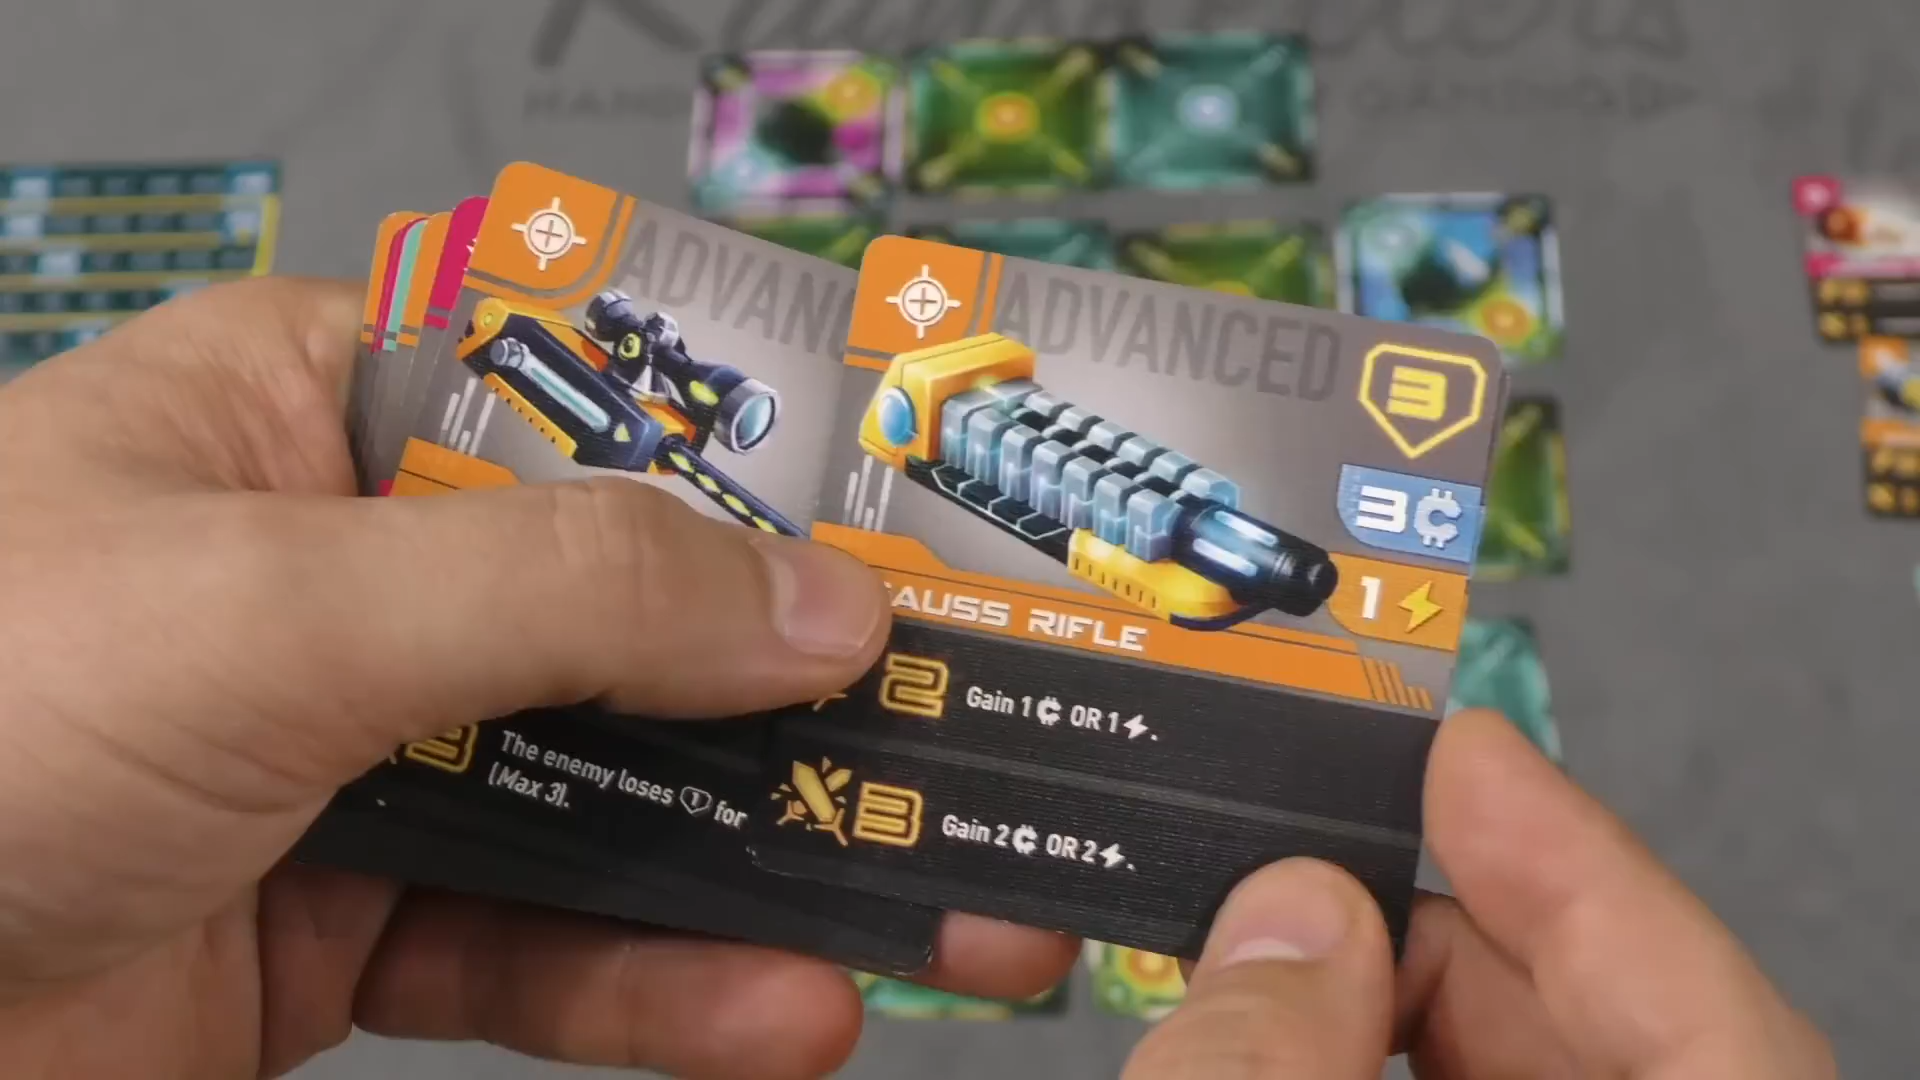 ADVANC
ADVANCED
3
3
1
AUSS RIFLE
2 Gain 1 OR 1.
3 The enemy loses 1 for
(Max 3).
3 Gain 2 OR 2.